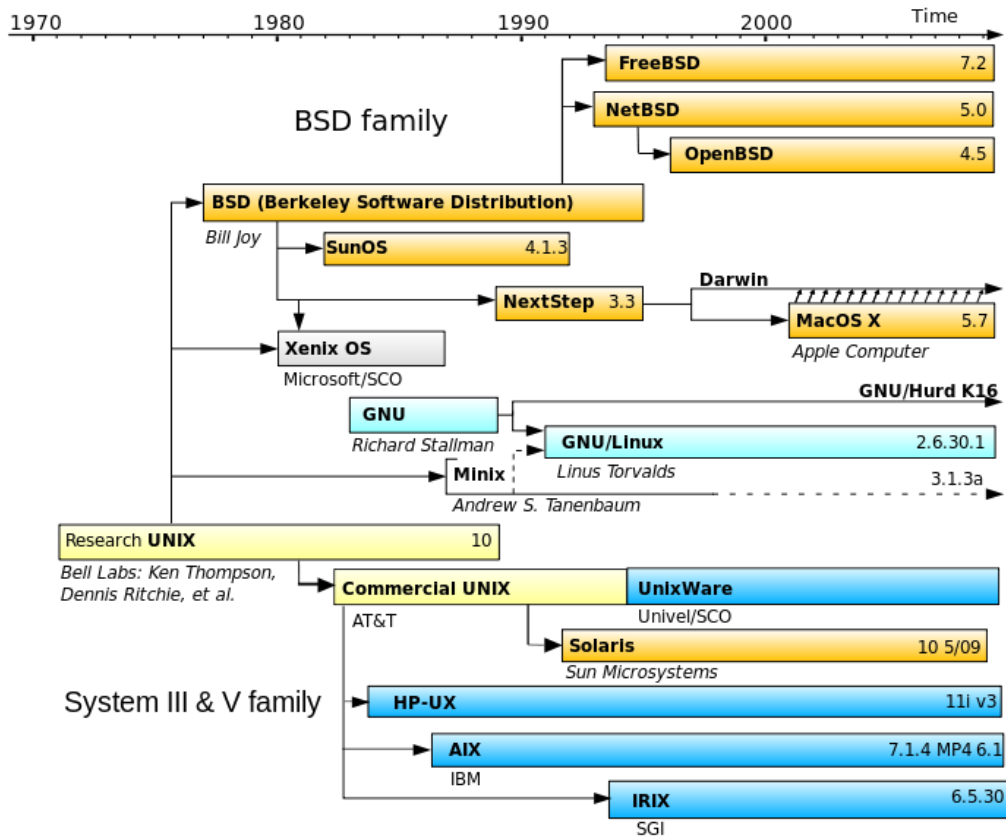 1970 1980 1990 2000 Time
FreeBSD 7.2
BSD family
NetBSD 5.0
OpenBSD 4.5
BSD (Berkeley Software Distribution)
Bill Joy
SunOS 4.1.3
Darwin
NextStep 3.3
MacOS X 5.7
Apple Computer
Xenix OS
Microsoft/SCO
GNU/Hurd K16
GNU
Richard Stallman
GNU/Linux 2.6.30.1
Linus Torvalds
Minix
3.1.3a
Andrew S. Tanenbaum
Research UNIX 10
Bell Labs: Ken Thompson,
Dennis Ritchie, et al.
Commercial UNIX
UnixWare
AT&T
Univel/SCO
Solaris 10 5/09
Sun Microsystems
System III & V family
HP-UX 11i v3
AIX 7.1.4 MP4 6.1
IBM
IRIX 6.5.30
SGI